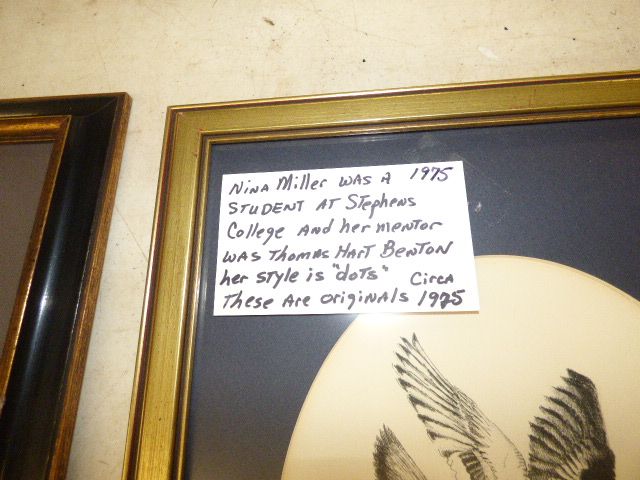 Nina Miller was a 1975
student at Stephens
College and her mentor
was Thomas Hart Benton
her style is "dots" Circa
These are originals 1975